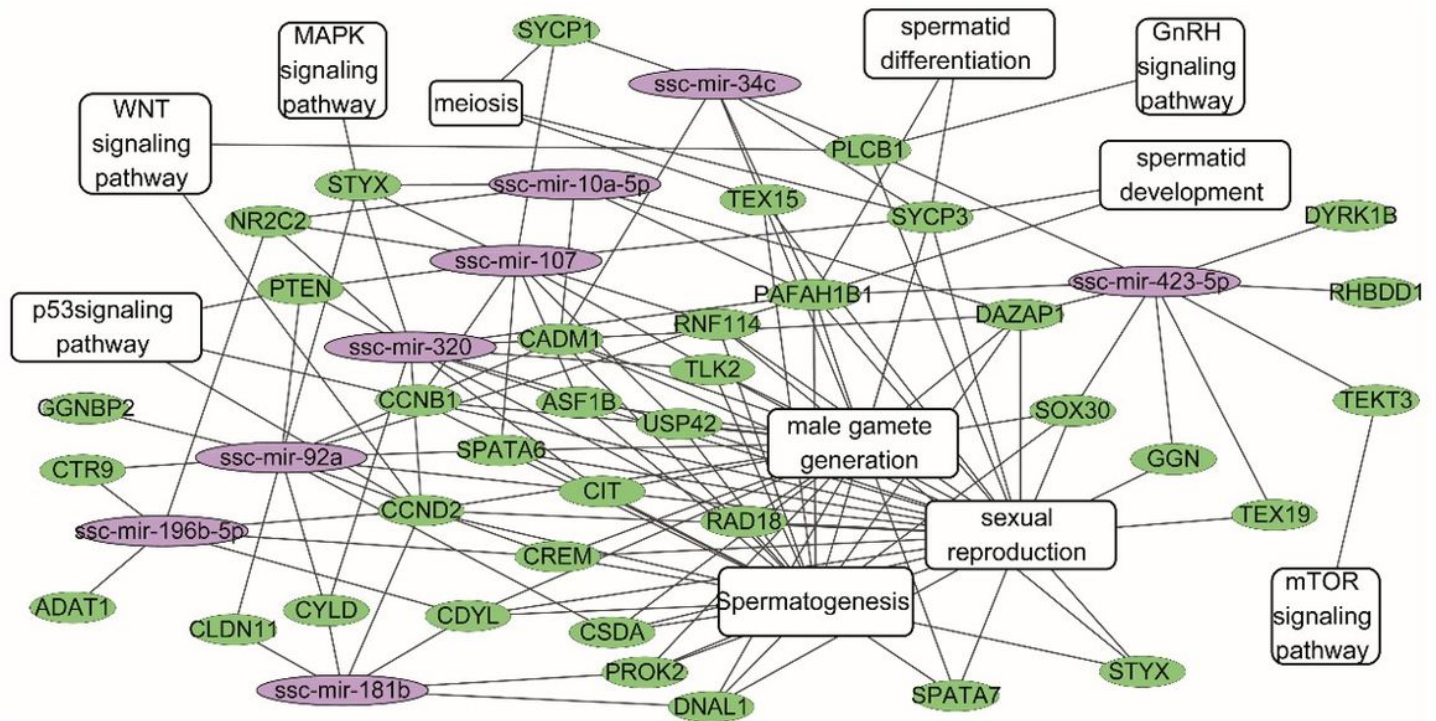 SYCP1
MAPK
signaling
pathway
spermatid
differentiation
GnRH
signaling
pathway
ssc-mir-34c
meiosis
WNT
signaling
pathway
PLCB1
spermatid
development
STYX
ssc-mir-10a-5p
TEX15
NR2C2
SYCP3
DYRK1B
ssc-mir-107
PTEN
PAFAH1B1
ssc-mir-423-5p
RHBDD1
p53signaling
pathway
RNF114
DAZAP1
CADM1
ssc-mir-320
TLK2
CCNB1
ASF1B
GGNBP2
USP42
male gamete
generation
SOX30
TEKT3
SPATA6
ssc-mir-92a
CTR9
GGN
CIT
CCND2
RAD18
ssc-mir-196b-5p
sexual
reproduction
TEX19
CREM
ADAT1
CYLD
CDYL
Spermatogenesis
mTOR
signaling
pathway
CLDN11
CSDA
PROK2
STYX
ssc-mir-181b
DNAL1
SPATA7